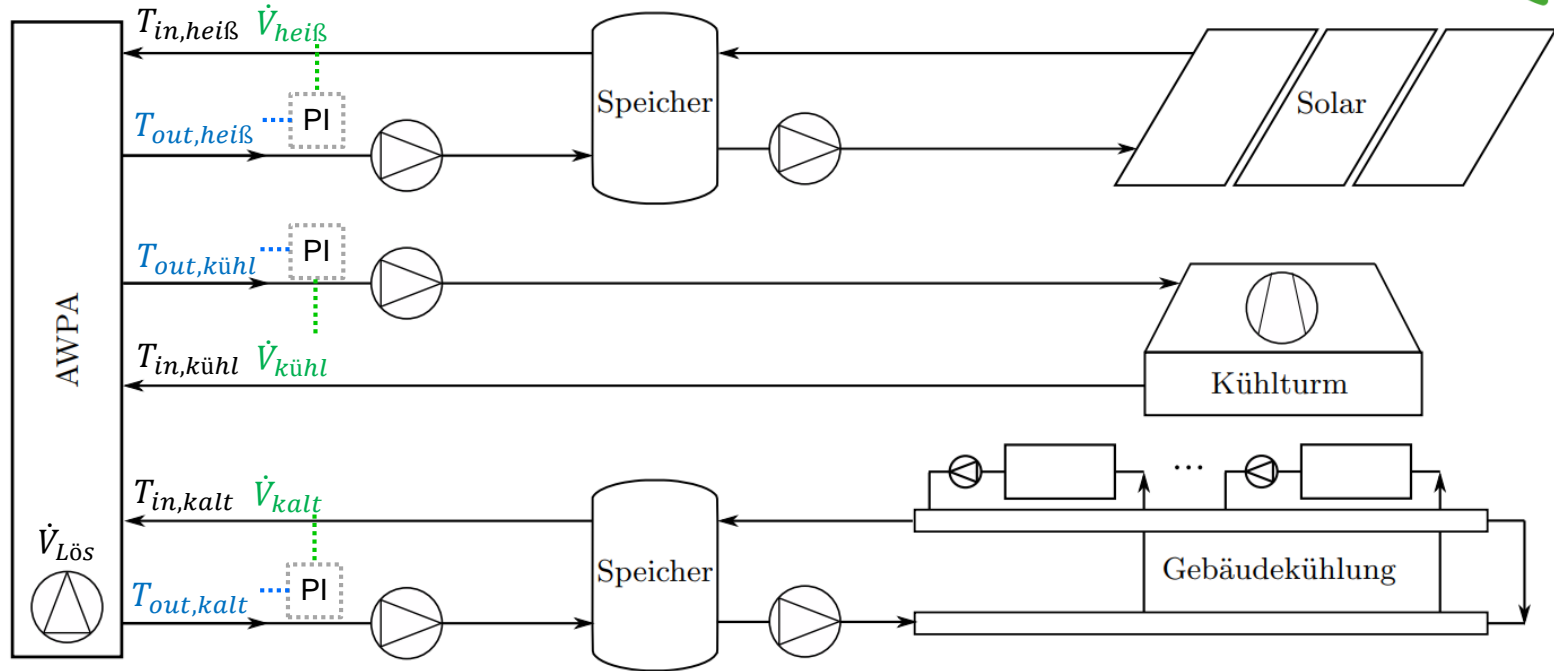 T_in,heiß V̇_heiß
PI
T_out,heiß
Speicher
Solar
PI
T_out,kühl
AWPA
T_in,kühl V̇_kühl
Kühlturm
T_in,kalt V̇_kalt
...
V̇_Lös
PI
T_out,kalt
Speicher
Gebäudekühlung